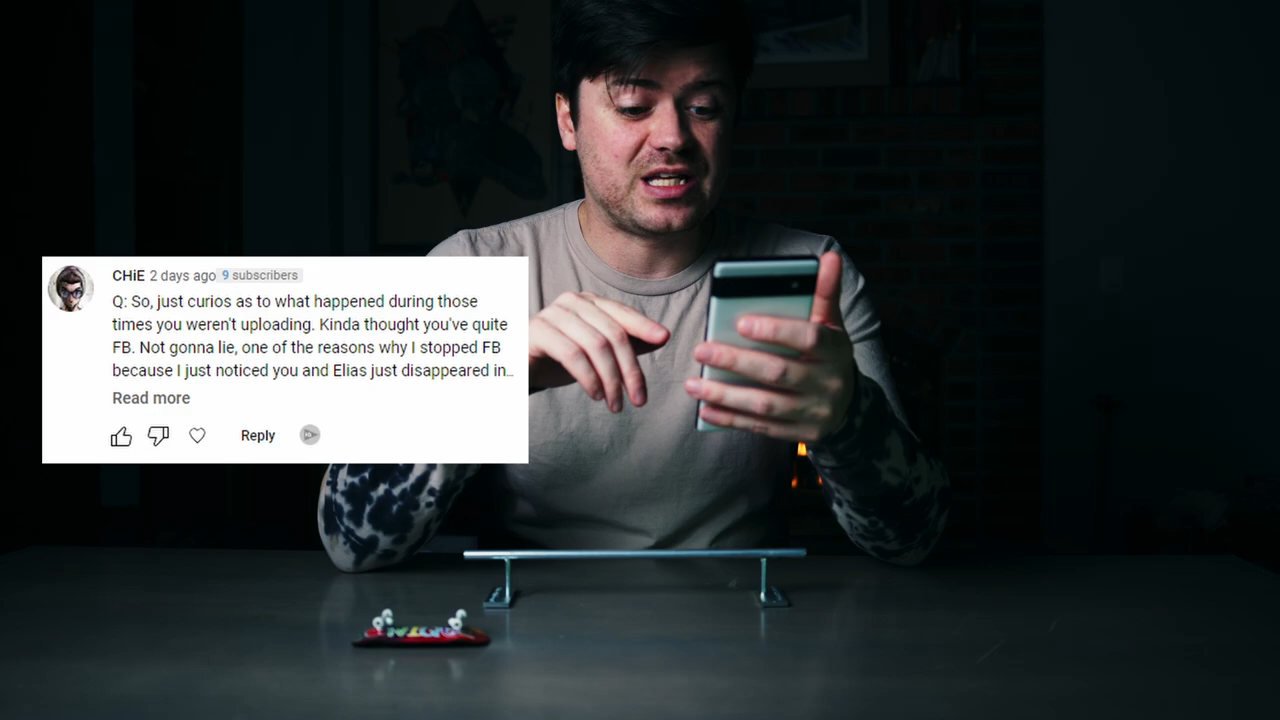 CHiE 2 days ago 9 subscribers
Q: So, just curios as to what happened during those
times you weren't uploading. Kinda thought you've quite
FB. Not gonna lie, one of the reasons why I stopped FB
because I just noticed you and Elias just disappeared in...
Read more
Reply